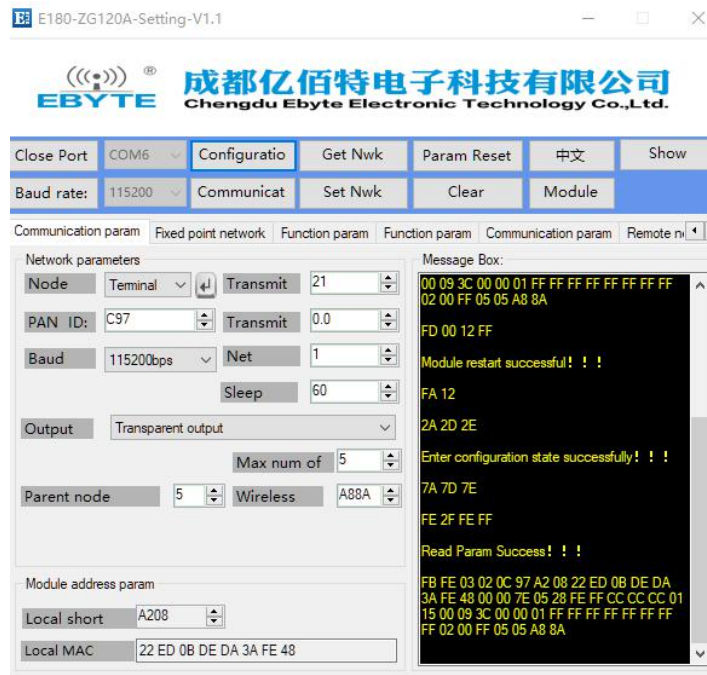 E180-ZG120A-Setting-V1.1
((·)) ®
EBYTE
成都亿佰特电子科技有限公司
Chengdu Ebyte Electronic Technology Co.,Ltd.
Close Port COM6 Configuratio Get Nwk Param Reset 中文 Show
Baud rate: 115200 Communicat Set Nwk Clear Module
Communication param Fixed point network Function param Function param Communication param Remote n
Network parameters
Node Teminal Transmit 21
PAN ID: C97 Transmit 0.0
Baud 115200bps Net 1
Sleep 60
Output Transparent output
Max num of 5
Parent node 5 Wireless A88A
Module address param
Local short A208
Local MAC 22 ED 0B DE DA 3A FE 48
Message Box:
00 09 3C 00 00 01 FF FF FF FF FF FF FF FF
02 00 FF 05 05 A8 8A
FD 00 12 FF
Module restart successful！！！
FA 12
2A 2D 2E
Enter configuration state successfully！！！
7A 7D 7E
FE 2F FE FF
Read Param Success！！！
FB FE 03 02 0C 97 A2 08 22 ED 0B DE DA
3A FE 48 00 00 7E 05 28 FE FF CC CC CC 01
15 00 09 3C 00 00 01 FF FF FF FF FF FF FF
FF 02 00 FF 05 05 A8 8A